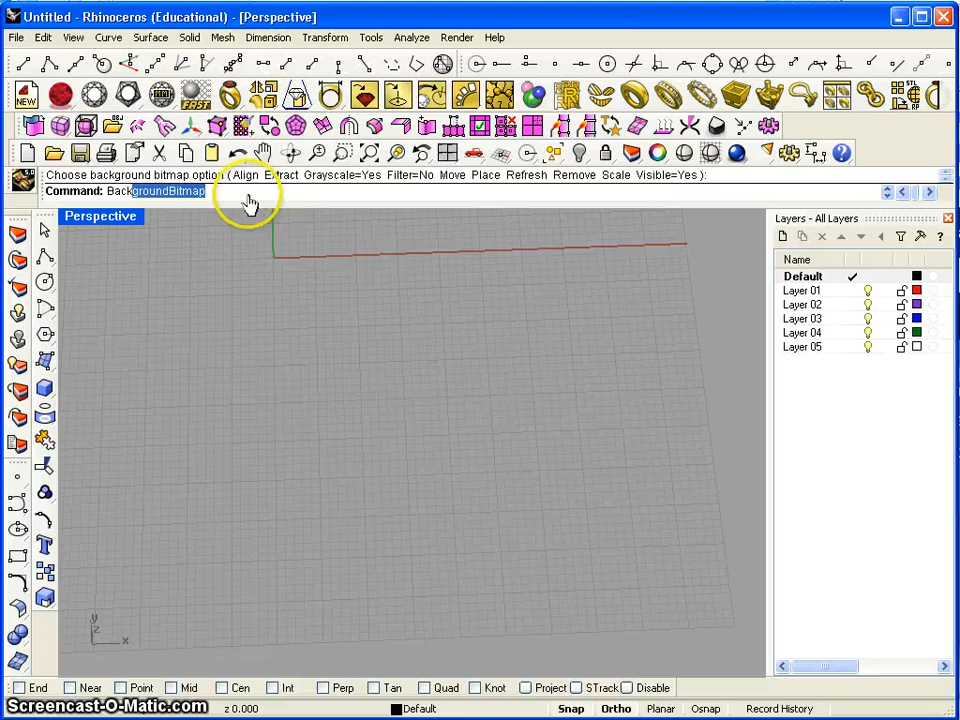 Untitled - Rhinoceros (Educational) - [Perspective]
File Edit View Curve Surface Solid Mesh Dimension Transform Tools Analyze Render Help
NEW
FAST
Choose background bitmap option (Align Extract Grayscale=Yes Filter=No Move Place Refresh Remove Scale Visible=Yes ):
Command: BackgroundBitmap
Perspective
Layers - All Layers
Name
Default
Layer 01
Layer 02
Layer 03
Layer 04
Layer 05
y
z
x
End Near Point Mid Cen Int Perp Tan Quad Knot Project STrack Disable
Screencast-O-Matic.com
z 0.000 Default Snap Ortho Planar Osnap Record History